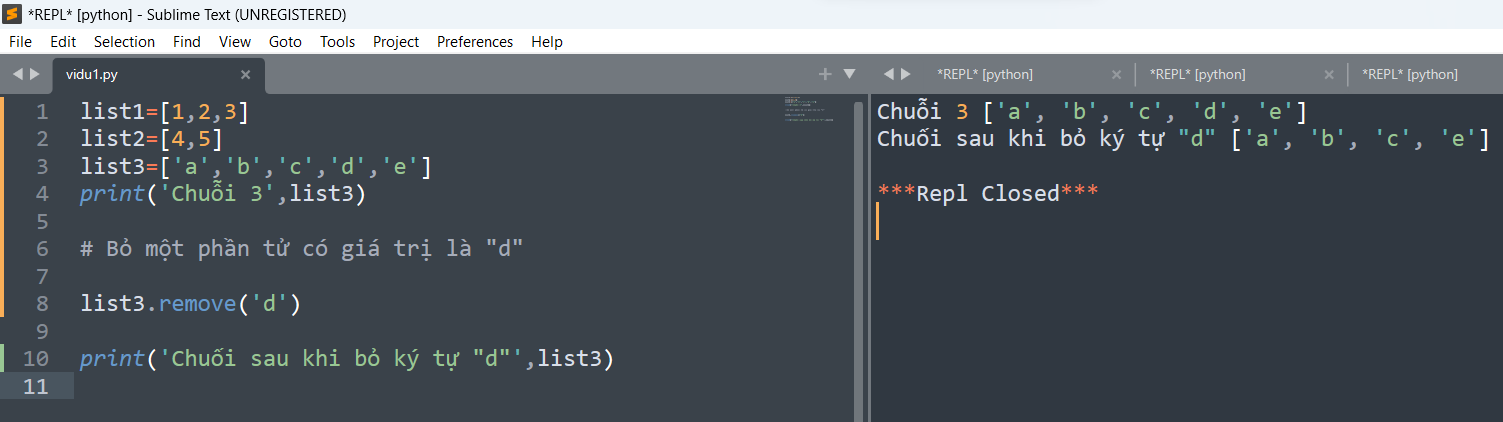 *REPL* [python] - Sublime Text (UNREGISTERED)
File Edit Selection Find View Goto Tools Project Preferences Help
vidu1.py × + *REPL* [python] × *REPL* [python] × *REPL* [python]
1 list1=[1,2,3]
2 list2=[4,5]
3 list3=['a','b','c','d','e']
4 print('Chuỗi 3',list3)
5
6 # Bỏ một phần tử có giá trị là "d"
7
8 list3.remove('d')
9
10 print('Chuối sau khi bỏ ký tự "d"',list3)
11
Chuỗi 3 ['a', 'b', 'c', 'd', 'e']
Chuối sau khi bỏ ký tự "d" ['a', 'b', 'c', 'e']
***Repl Closed***